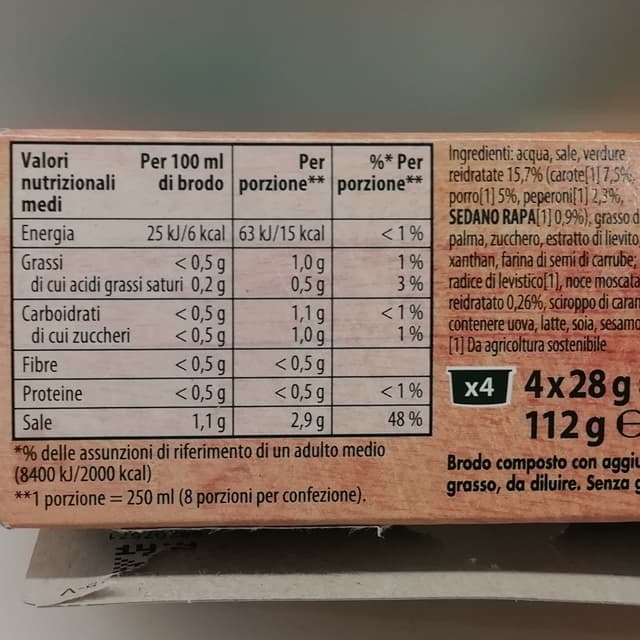 Valori nutrizionali medi Per 100 ml di brodo Per porzione** %* Per porzione**
Energia 25 kJ/6 kcal 63 kJ/15 kcal <1%
Grassi <0,5 g 1,0 g 1%
di cui acidi grassi saturi 0,2 g 0,5 g 3%
Carboidrati <0,5 g 1,1 g <1%
di cui zuccheri <0,5 g 1,0 g 1%
Fibre <0,5 g <0,5 g
Proteine <0,5 g <0,5 g <1%
Sale 1,1 g 2,9 g 48%
*% delle assunzioni di riferimento di un adulto medio
(8400 kJ/2000 kcal)
**1 porzione = 250 ml (8 porzioni per confezione).
Ingredienti: acqua, sale, verdure
reidratate 15,7% (carote[1] 7,5%,
porro[1] 5%, peperoni[1] 2,3%,
SEDANO RAPA[1] 0,9%), grasso d
palma, zucchero, estratto di lievito,
xanthan, farina di semi di carrube;
radice di levistico[1], noce moscata
reidratato 0,26%, sciroppo di caram
contenere uova, latte, soia, sesamo
[1] Da agricoltura sostenibile
x4 4x28 g
112 g e
Brodo composto con aggiu
grasso, da diluire. Senza g